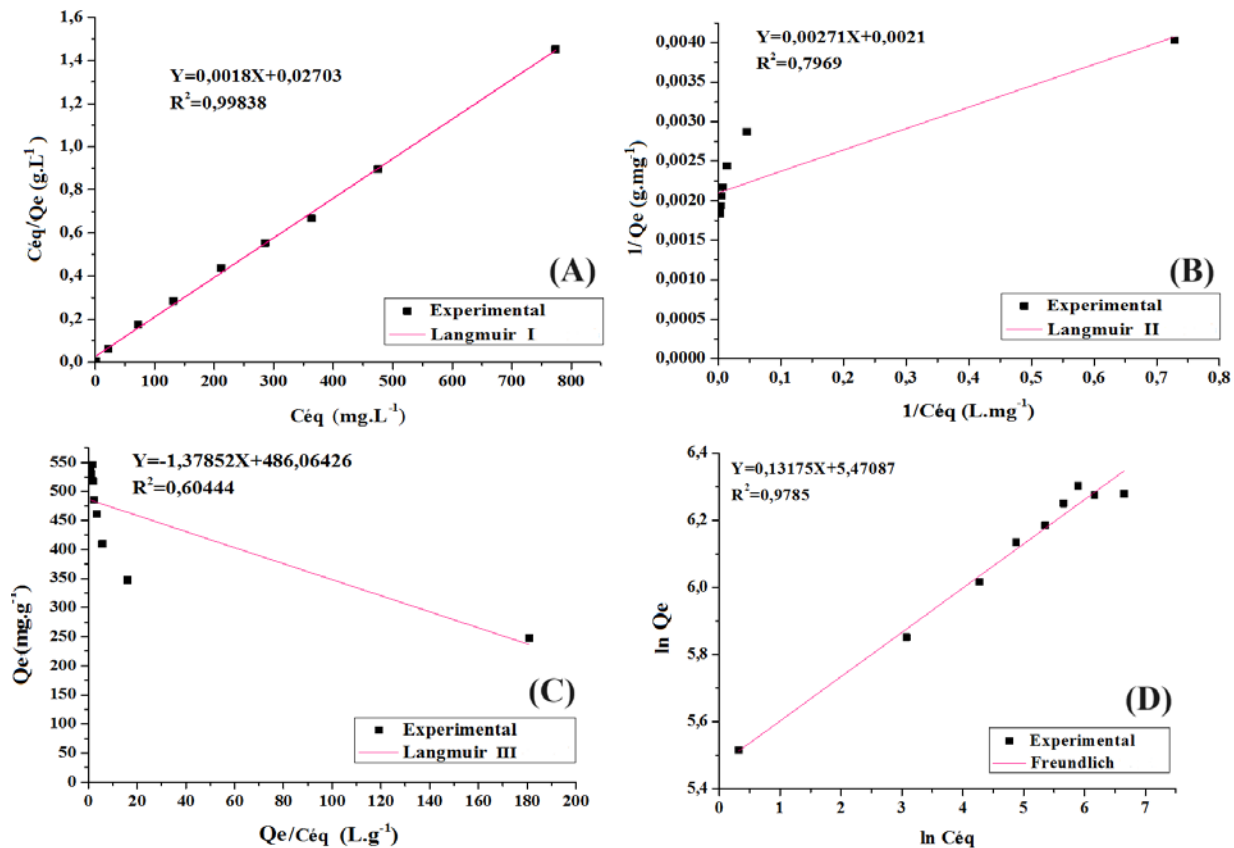 1,6
1,4
1,2
1,0
0,8
0,6
0,4
0,2
0,0
Céq/Qe (g.L⁻¹)
Y=0,0018X+0,02703
R²=0,99838
(A)
Experimental
Langmuir I
0 100 200 300 400 500 600 700 800
Céq (mg.L⁻¹)
0,0040
0,0035
0,0030
0,0025
0,0020
0,0015
0,0010
0,0005
0,0000
1/Qe (g.mg⁻¹)
Y=0,00271X+0,0021
R²=0,7969
(B)
Experimental
Langmuir II
0,0 0,1 0,2 0,3 0,4 0,5 0,6 0,7 0,8
1/Céq (L.mg⁻¹)
550
500
450
400
350
300
250
200
150
100
50
0
Qe(mg.g⁻¹)
Y=-1,37852X+486,06426
R²=0,60444
(C)
Experimental
Langmuir III
0 20 40 60 80 100 120 140 160 180 200
Qe/Céq (L.g⁻¹)
6,4
6,2
6,0
5,8
5,6
5,4
ln Qe
Y=0,13175X+5,47087
R²=0,9785
(D)
Experimental
Freundlich
0 1 2 3 4 5 6 7
ln Céq